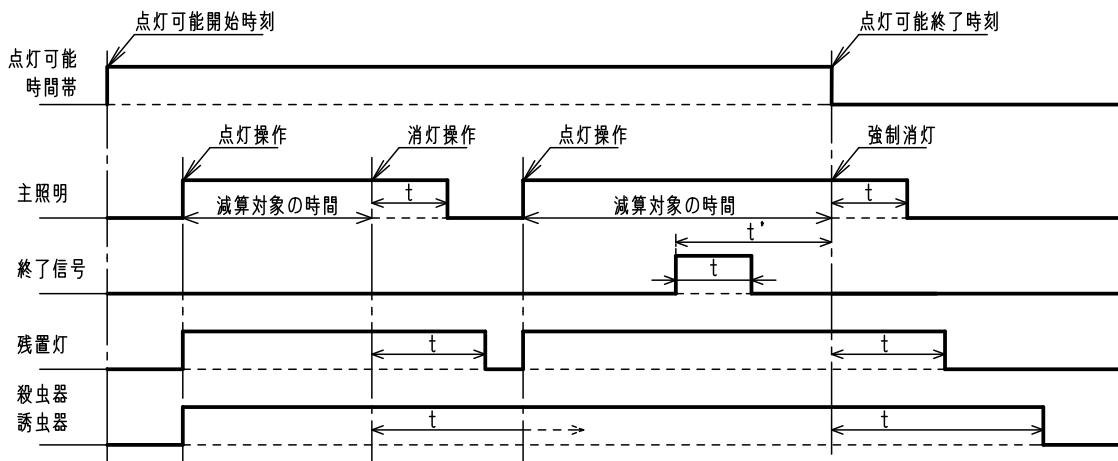 点灯可能開始時刻
点灯可能終了時刻
点灯可能
時間帯
点灯操作
消灯操作
点灯操作
強制消灯
主照明
t
t
減算対象の時間
減算対象の時間
t'
終了信号
t
残置灯
t
t
殺虫器
誘虫器
t
t